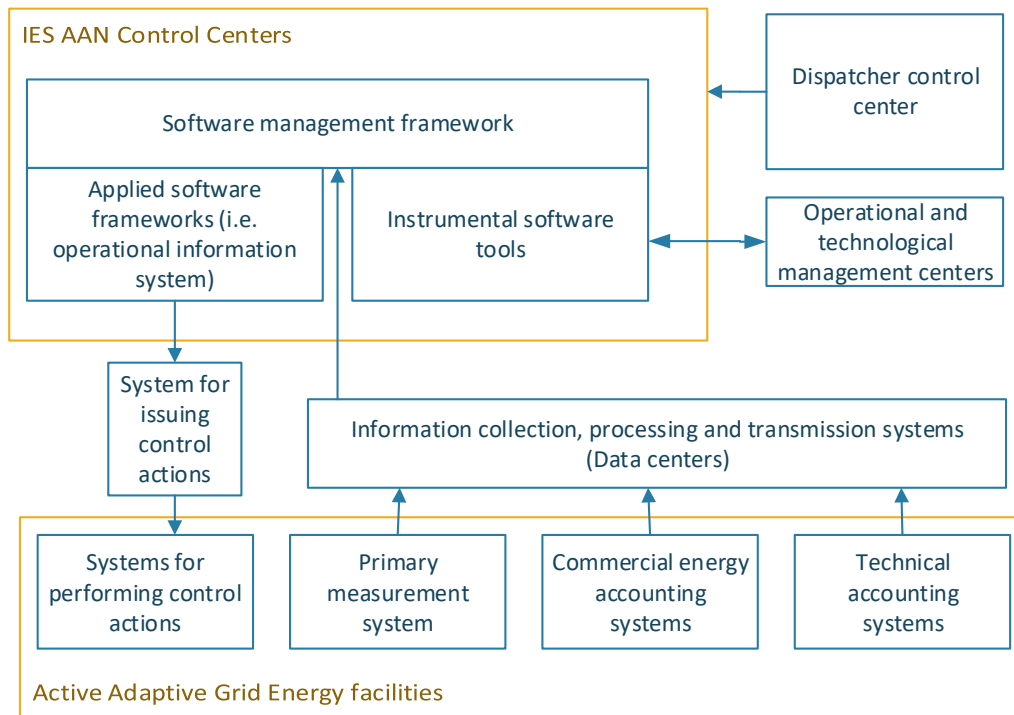 IES AAN Control Centers
Dispatcher control
center
Software management framework
Applied software
frameworks (i.e.
operational information
system)
Instrumental software
tools
Operational and
technological
management centers
System for
issuing
control
actions
Information collection, processing and transmission systems
(Data centers)
Systems for
performing control
actions
Primary
measurement
system
Commercial energy
accounting
systems
Technical
accounting
systems
Active Adaptive Grid Energy facilities